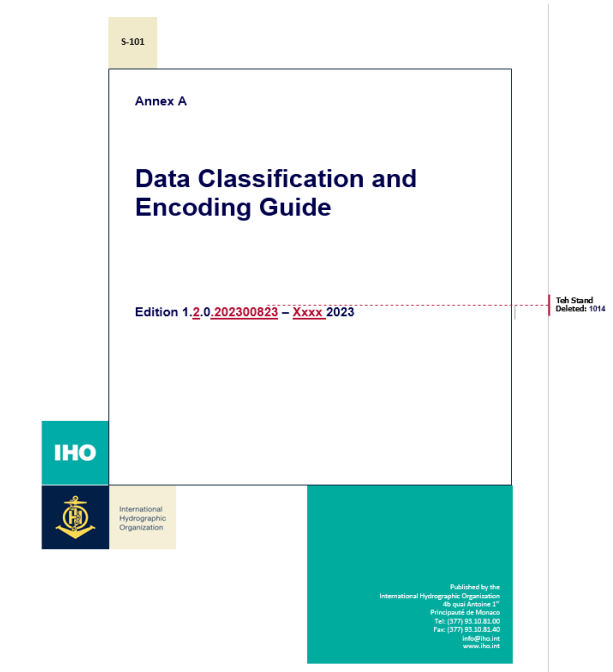 S-101
Annex A
Data Classification and
Encoding Guide
Edition 1.2.0.202300823 – Xxxx 2023
Teh Stand
Deleted: 1014
IHO
International
Hydrographic
Organization
Published by the
International Hydrographic Organization
4b quai Antoine 1er
Principauté de Monaco
Tel: (377) 93.10.81.00
Fax: (377) 93.10.81.40
info@iho.int
www.iho.int